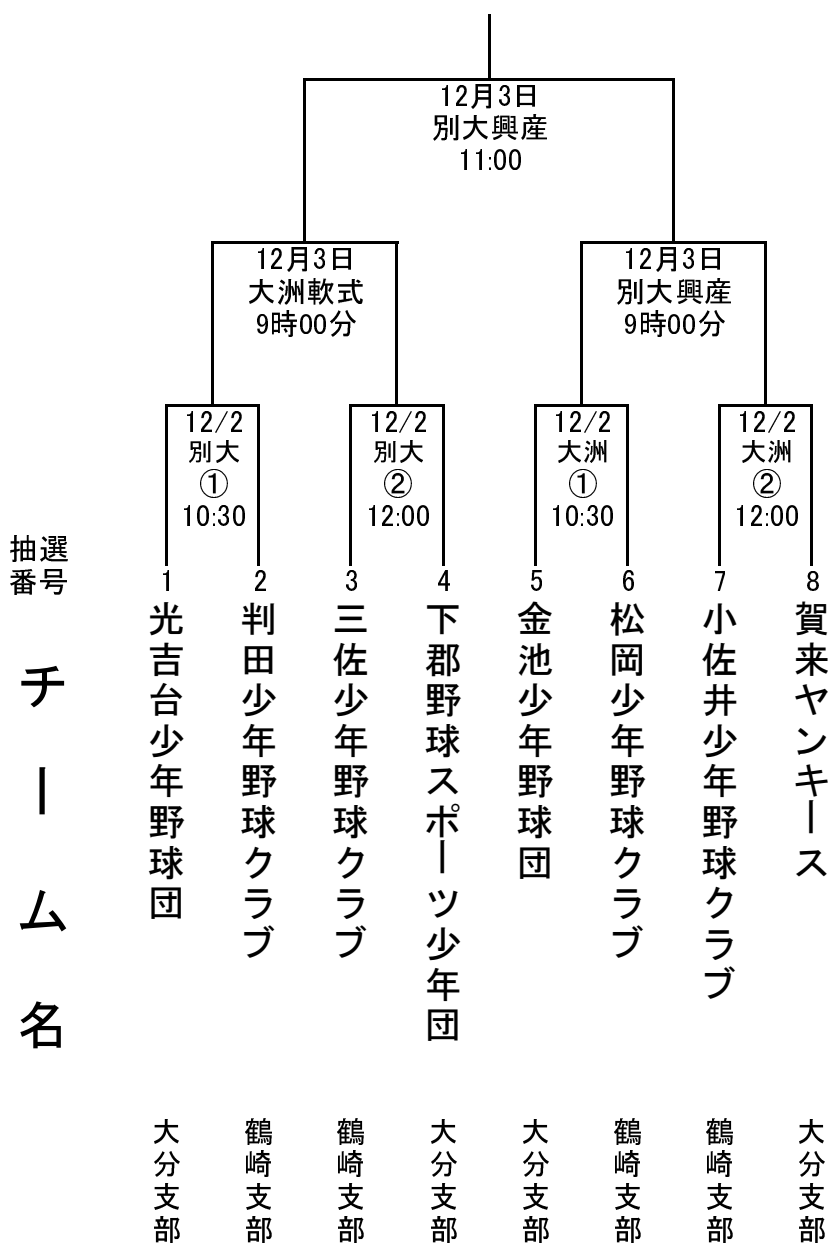 12月3日
別大興産
11:00
12月3日
大洲軟式
9時00分
12月3日
別大興産
9時00分
12/2
別大
①
10:30
12/2
別大
②
12:00
12/2
大洲
①
10:30
12/2
大洲
②
12:00
抽選
番号
1
2
3
4
5
6
7
8
チーム名
光吉台少年野球団
判田少年野球クラブ
三佐少年野球クラブ
下郡野球スポーツ少年団
金池少年野球団
松岡少年野球クラブ
小佐井少年野球クラブ
賀来ヤンキース
大分支部
鶴崎支部
鶴崎支部
大分支部
大分支部
鶴崎支部
鶴崎支部
大分支部